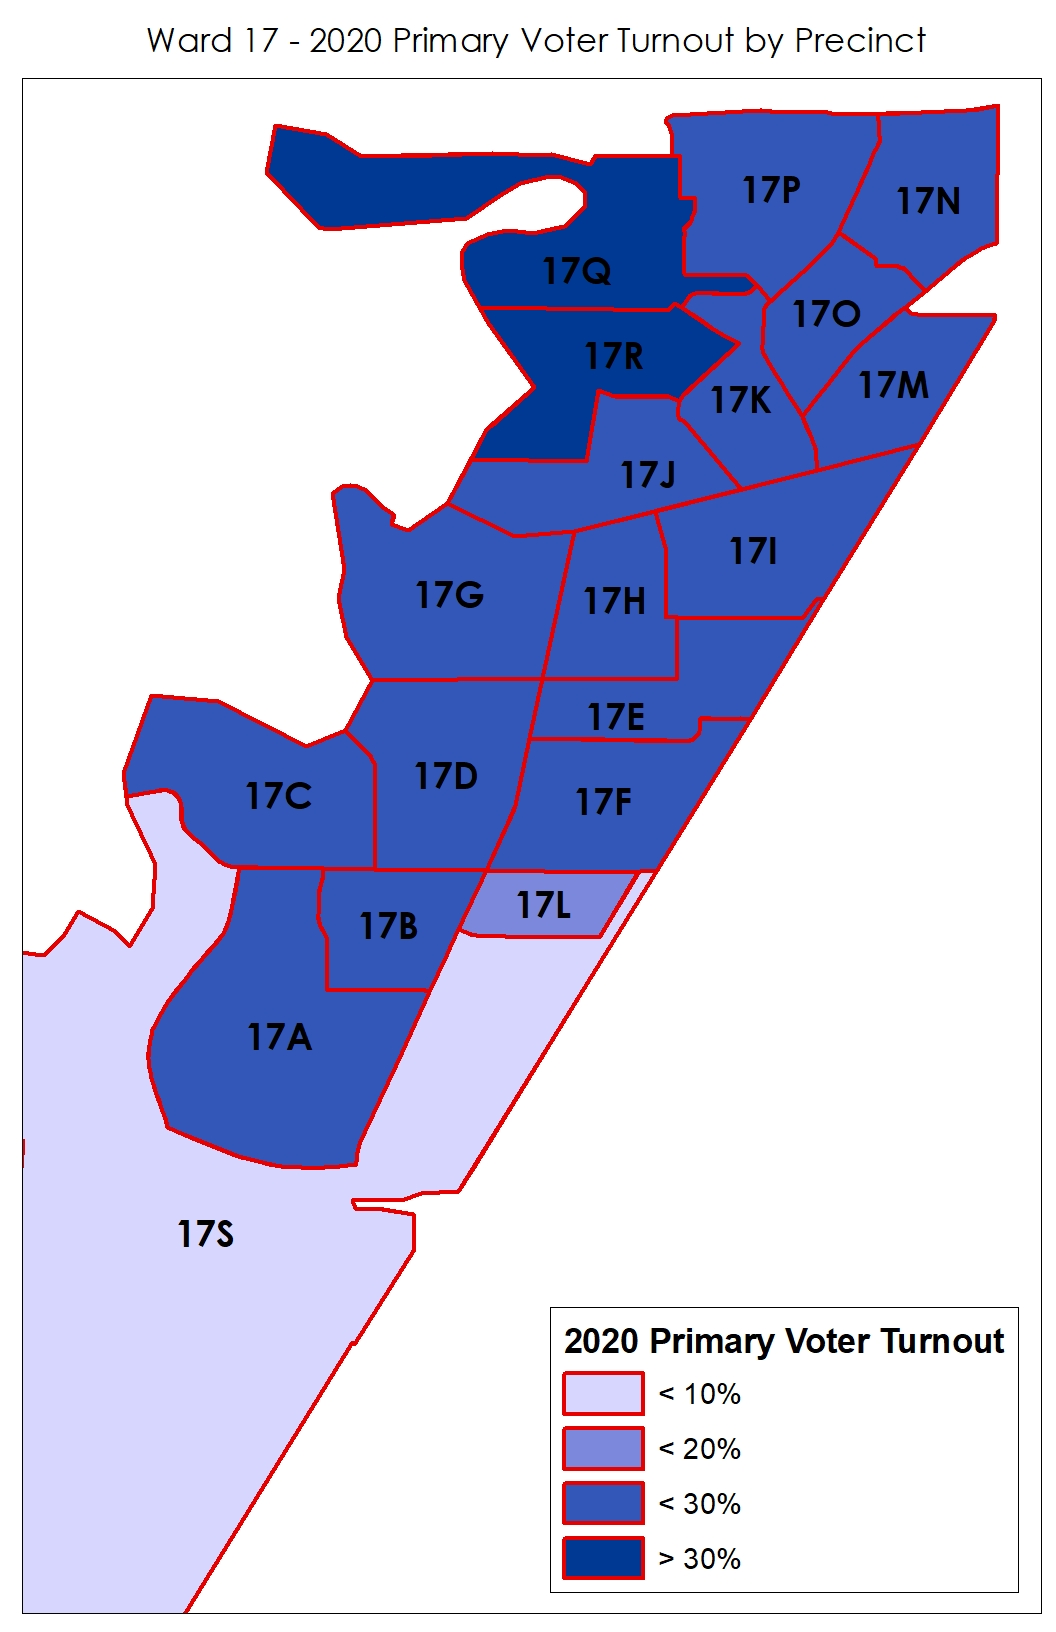 Ward 17 - 2020 Primary Voter Turnout by Precinct
17P
17N
17Q
17O
17R
17M
17K
17J
17I
17G
17H
17E
17D
17C
17F
17L
17B
17A
17S
2020 Primary Voter Turnout
< 10%
< 20%
< 30%
> 30%